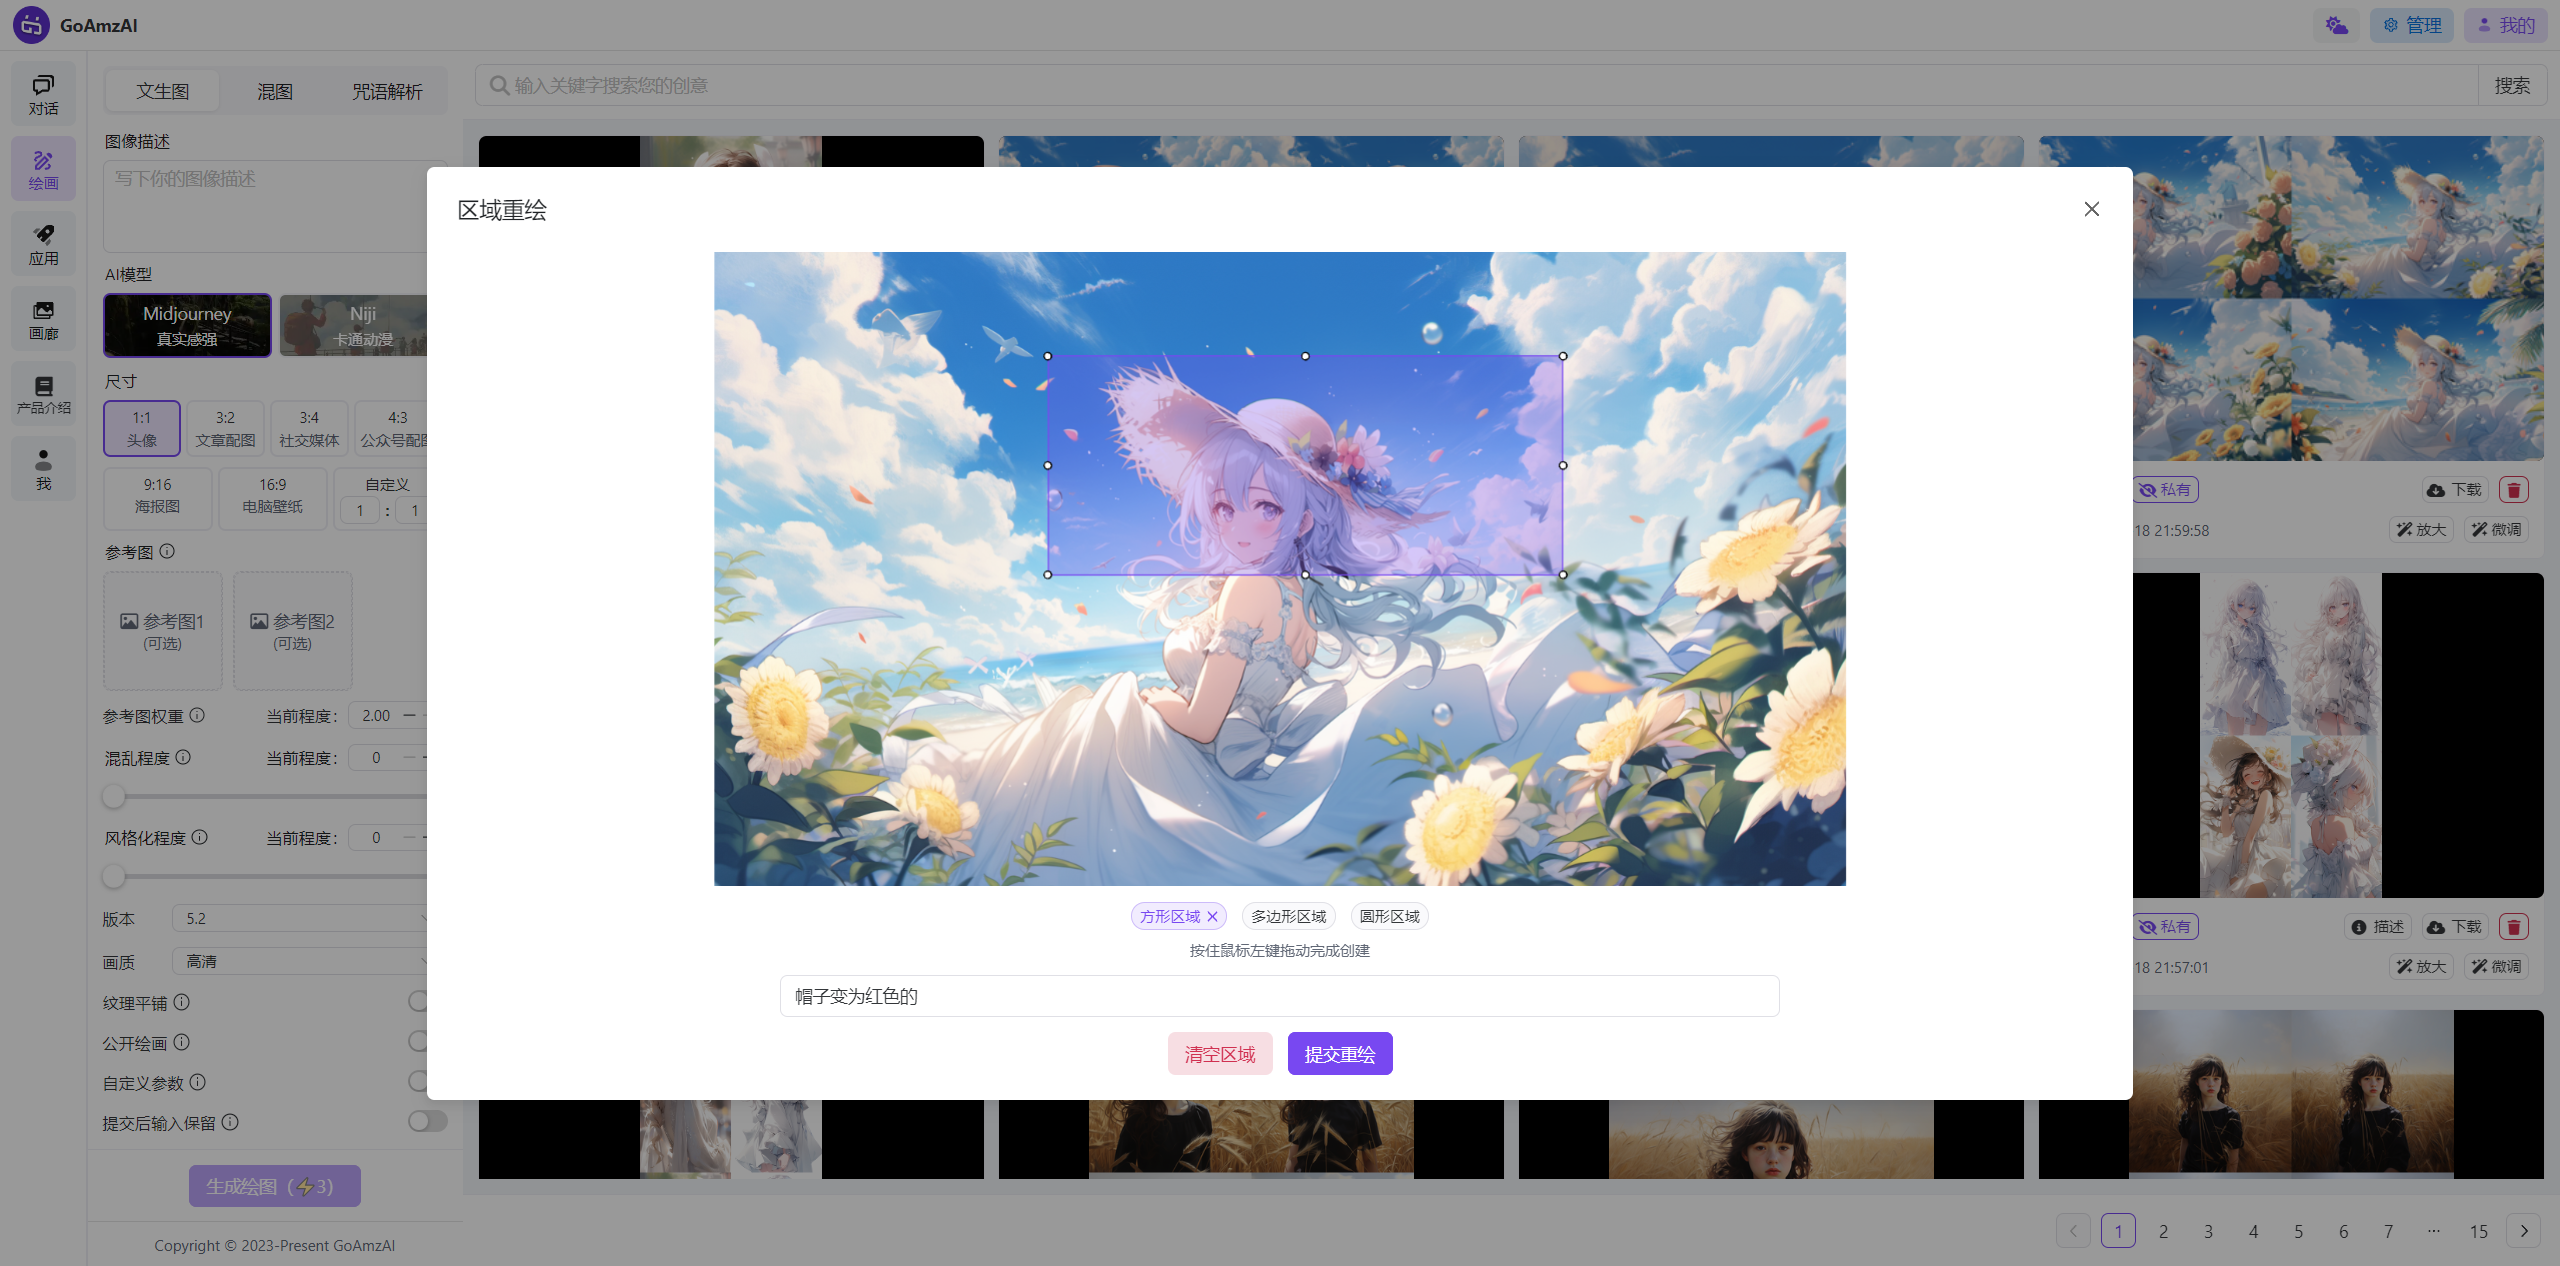 GoAmzAI
管理
我的
对话
绘画
应用
画廊
产品介绍
我
文生图
混图
咒语解析
图像描述
写下你的图像描述
AI模型
Midjourney
真实感强
Niji
卡通动漫
尺寸
1:1
头像
3:2
文章配图
3:4
社交媒体
4:3
公众号配图
9:16
海报图
16:9
电脑壁纸
自定义
1 : 1
参考图
参考图1
(可选)
参考图2
(可选)
参考图权重
当前程度：
2.00
混乱程度
当前程度：
0
风格化程度
当前程度：
0
版本
5.2
画质
高清
纹理平铺
公开绘画
自定义参数
提交后输入保留
生成绘图（⚡3）
Copyright © 2023-Present GoAmzAI
输入关键字搜索您的创意
搜索
区域重绘
方形区域
多边形区域
圆形区域
按住鼠标左键拖动完成创建
帽子变为红色的
清空区域
提交重绘
私有
下载
18 21:59:58
放大
微调
私有
描述
下载
18 21:57:01
放大
微调
1
2
3
4
5
6
7
···
15